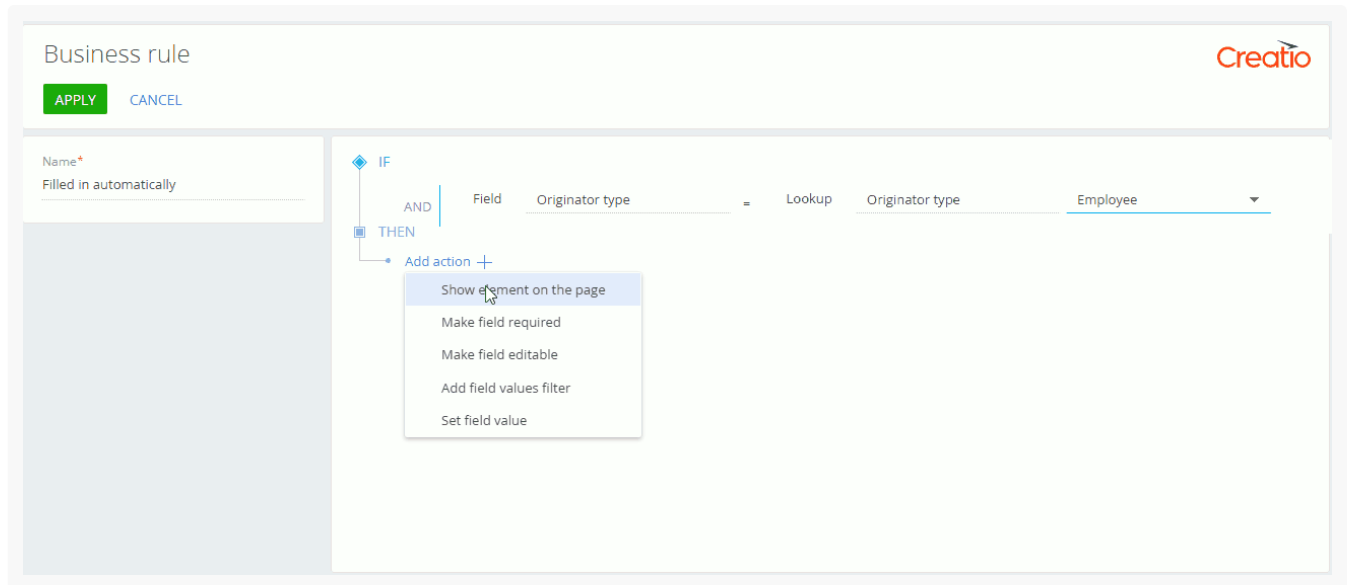 Business rule
Creatio
APPLY CANCEL
Name*
Filled in automatically
IF
AND Field Originator type = Lookup Originator type Employee
THEN
Add action +
Show element on the page
Make field required
Make field editable
Add field values filter
Set field value